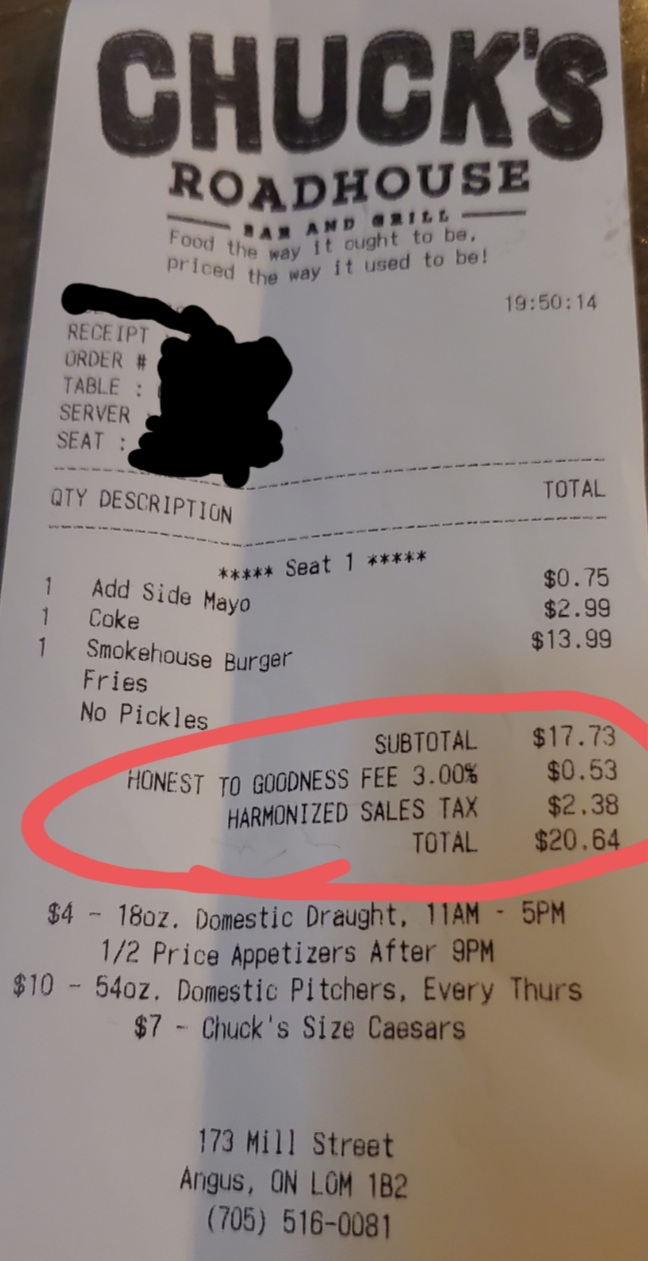 CHUCK'S
ROADHOUSE
BAR AND GRILL
Food the way it ought to be,
priced the way it used to be!
19:50:14
RECEIPT
ORDER #
TABLE :
SERVER
SEAT :
QTY DESCRIPTION TOTAL
***** Seat 1 *****
1 Add Side Mayo $0.75
1 Coke $2.99
1 Smokehouse Burger $13.99
Fries
No Pickles
SUBTOTAL $17.73
HONEST TO GOODNESS FEE 3.00% $0.53
HARMONIZED SALES TAX $2.38
TOTAL $20.64
$4 - 18oz. Domestic Draught, 11AM - 5PM
1/2 Price Appetizers After 9PM
$10 - 54oz. Domestic Pitchers, Every Thurs
$7 - Chuck's Size Caesars
173 Mill Street
Angus, ON L0M 1B2
(705) 516-0081